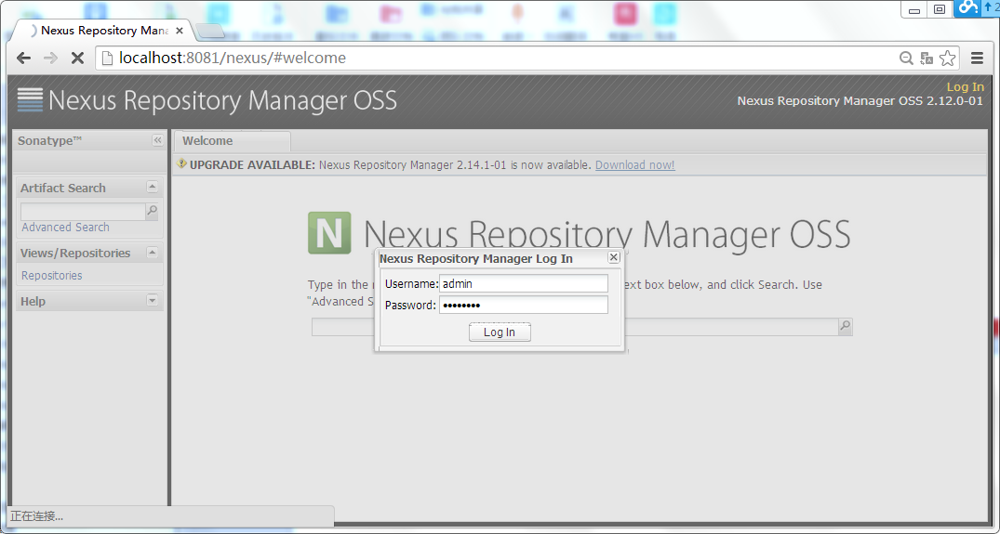 Nexus Repository Mana
localhost:8081/nexus/#welcome
Nexus Repository Manager OSS
Log In
Nexus Repository Manager OSS 2.12.0-01
Sonatype™
Welcome
UPGRADE AVAILABLE: Nexus Repository Manager 2.14.1-01 is now available. Download now!
Artifact Search
Advanced Search
Views/Repositories
Repositories
Help
N Nexus Repository Manager OSS
Type in the
ext box below, and click Search. Use
"Advanced S
Nexus Repository Manager Log In
Username: admin
Password: ••••••••
Log In
正在连接...